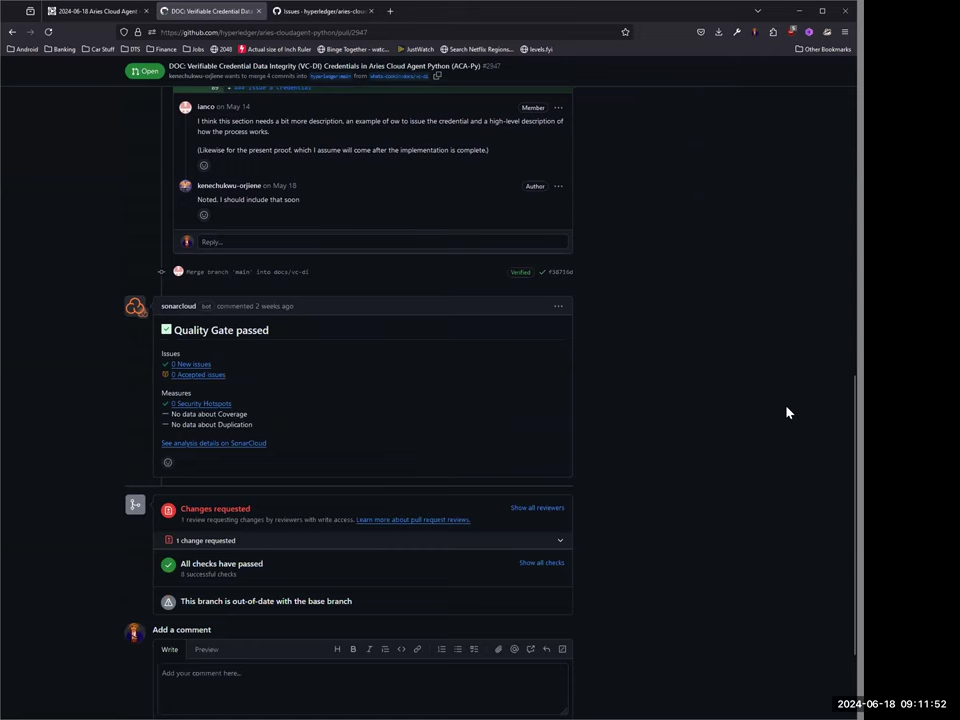 2024-06-18 Aries Cloud Agent
DOC: Verifiable Credential Data
Issues · hyperledger/aries-cloud
https://github.com/hyperledger/aries-cloudagent-python/pull/2947
Android
Banking
Car Stuff
DTS
Finance
Jobs
2048
Actual size of Inch Ruler
Binge Together - watc...
JustWatch
Search Netflix Regions...
levels.fyi
Other Bookmarks
Open
DOC: Verifiable Credential Data Integrity (VC-DI) Credentials in Aries Cloud Agent Python (ACA-Py) #2947
kenechukwu-orjiene wants to merge 4 commits into hyperledger:main from whats-cookin:docs/vc-di
ianco on May 14
Member
I think this section needs a bit more description, an example of ow to issue the credential and a high-level description of
how the process works.
(Likewise for the present proof, which I assume will come after the implementation is complete.)
kenechukwu-orjiene on May 18
Author
Noted. I should include that soon
Reply...
Merge branch 'main' into docs/vc-di
Verified
sonarcloud bot commented 2 weeks ago
Quality Gate passed
Issues
0 New issues
0 Accepted issues
Measures
0 Security Hotspots
No data about Coverage
No data about Duplication
See analysis details on SonarCloud
Changes requested
Show all reviewers
1 review requesting changes by reviewers with write access. Learn more about pull request reviews.
1 change requested
All checks have passed
Show all checks
8 successful checks
This branch is out-of-date with the base branch
Add a comment
Write
Preview
Add your comment here...
2024-06-18 09:11:52